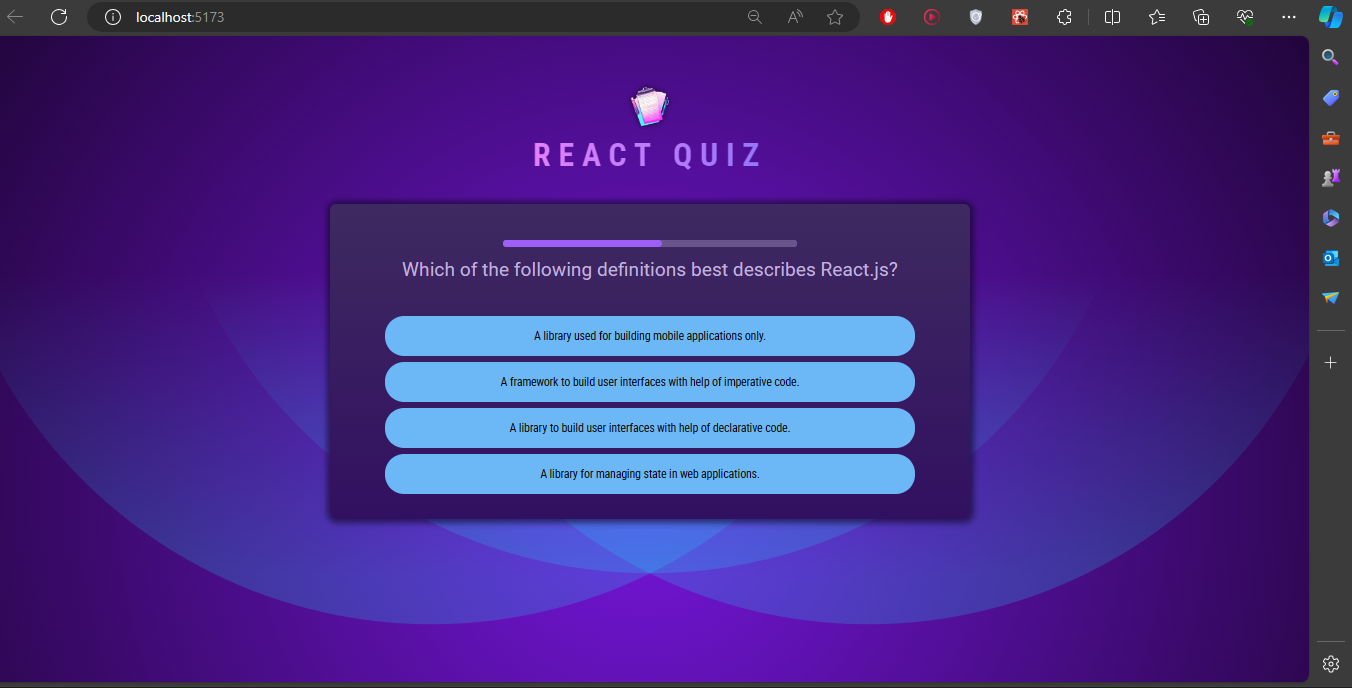 localhost:5173
REACT QUIZ
Which of the following definitions best describes React.js?
A library used for building mobile applications only.
A framework to build user interfaces with help of imperative code.
A library to build user interfaces with help of declarative code.
A library for managing state in web applications.